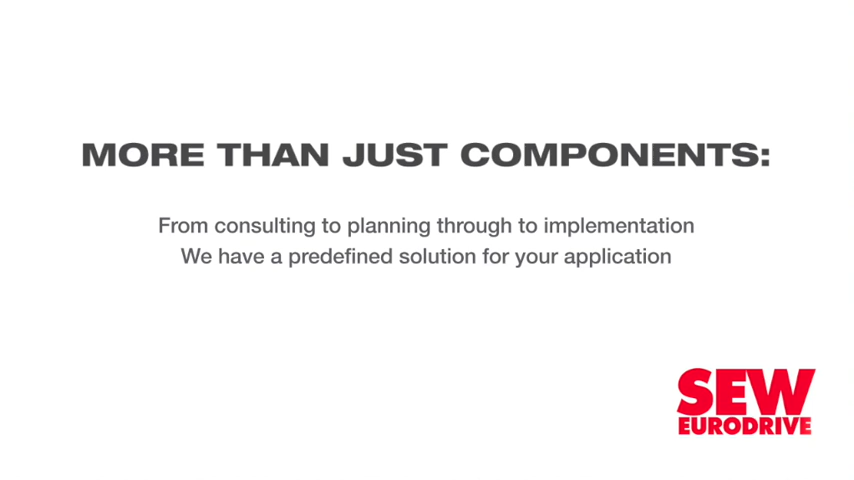 MORE THAN JUST COMPONENTS:
From consulting to planning through to implementation
We have a predefined solution for your application
SEW
EURODRIVE